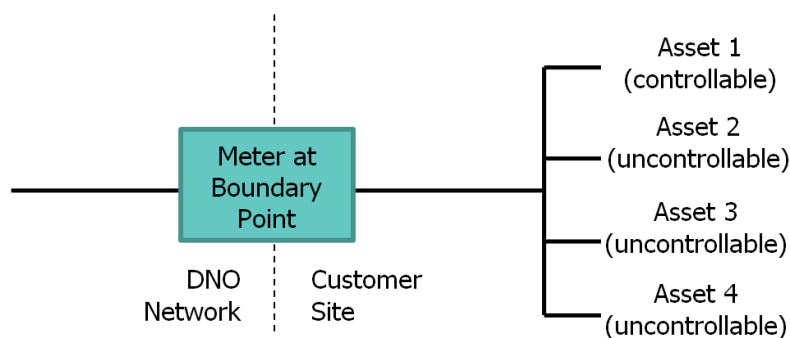 Meter at
Boundary
Point
DNO
Network
Customer
Site
Asset 1
(controllable)
Asset 2
(uncontrollable)
Asset 3
(uncontrollable)
Asset 4
(uncontrollable)